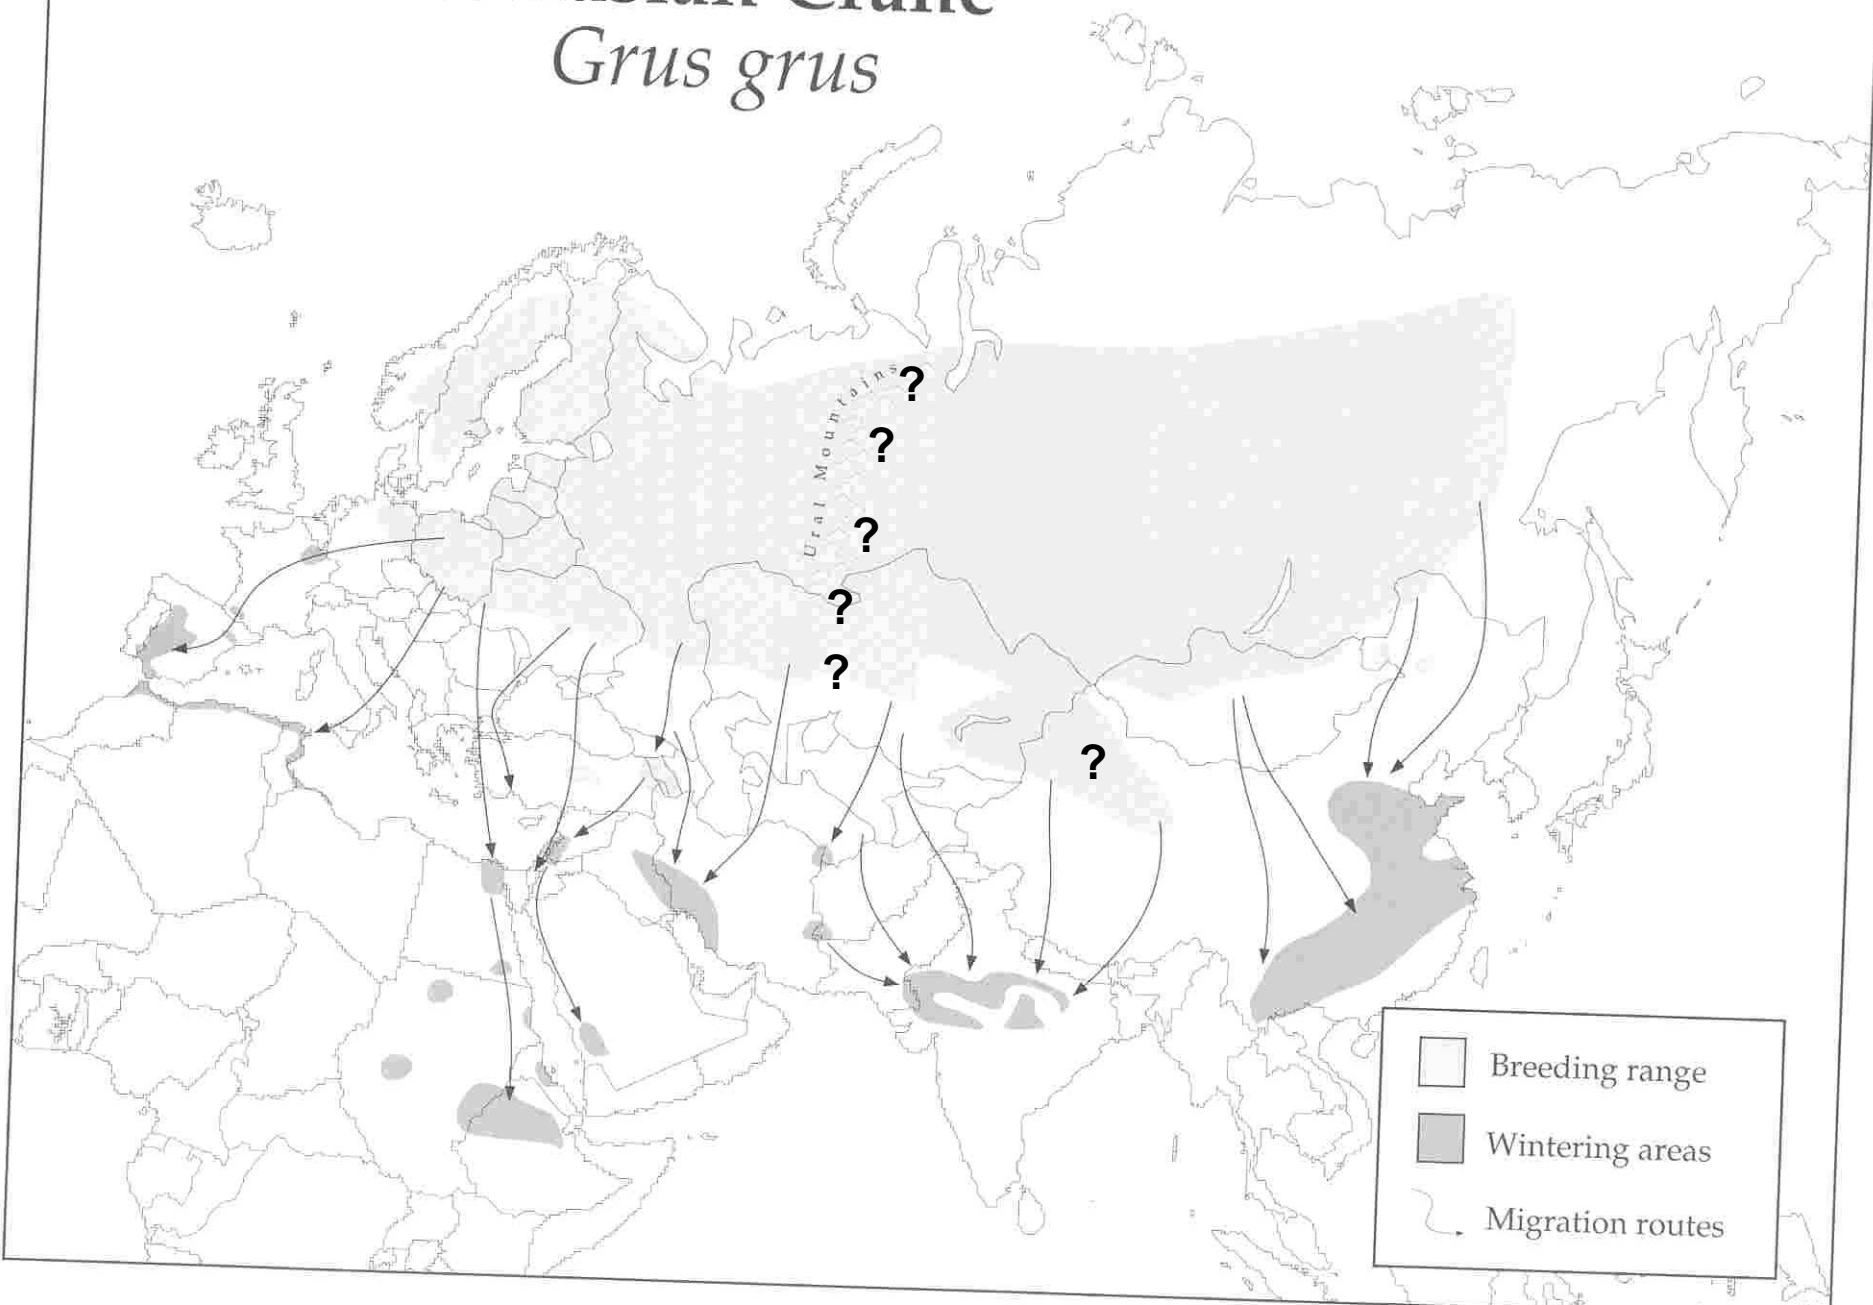 Grus grus
Ural Mountains
?
?
?
?
?
?
Breeding range
Wintering areas
Migration routes